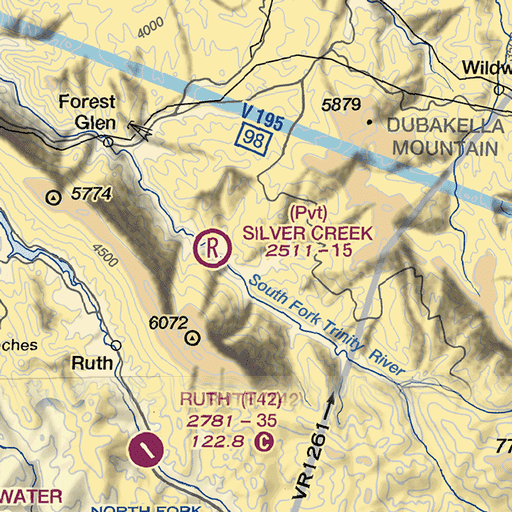 4000
Wildw
Forest
Glen
V 195
98
5879
DUBAKELLA
MOUNTAIN
5774
(Pvt)
SILVER CREEK
2511 - 15
R
4500
South Fork Trinity River
6072
ches
Ruth
RUTH (T42)
2781 - 35
122.8 C
VR1261
77
WATER
NORTH FORK